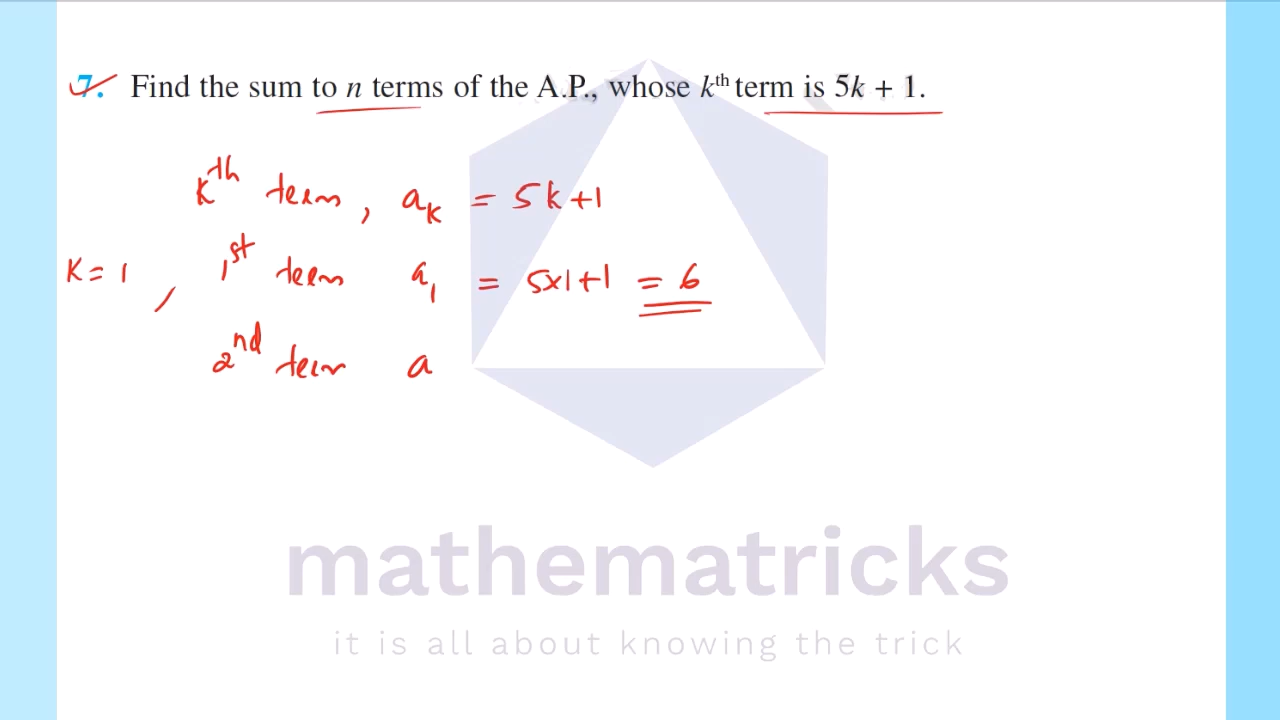 7. Find the sum to n terms of the A.P., whose kth term is 5k + 1.
kth term, ak = 5k+1
K = 1, 1st term a1 = 5x1+1 = 6
2nd term a
mathematricks
it is all about knowing the trick